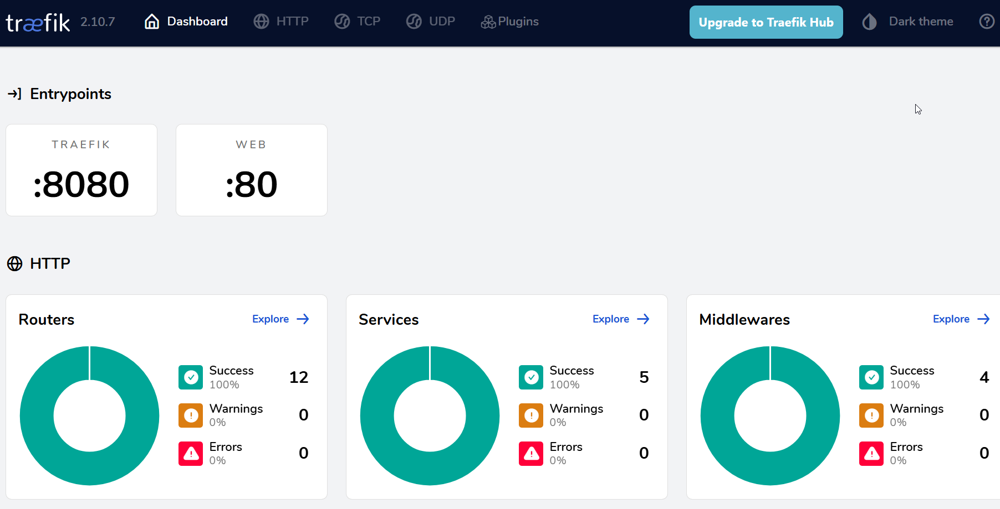 træfik 2.10.7 Dashboard HTTP TCP UDP Plugins Upgrade to Traefik Hub Dark theme
Entrypoints
TRAEFIK
:8080
WEB
:80
HTTP
Routers Explore
Success 12
100%
Warnings 0
0%
Errors 0
0%
Services Explore
Success 5
100%
Warnings 0
0%
Errors 0
0%
Middlewares Explore
Success 4
100%
Warnings 0
0%
Errors 0
0%